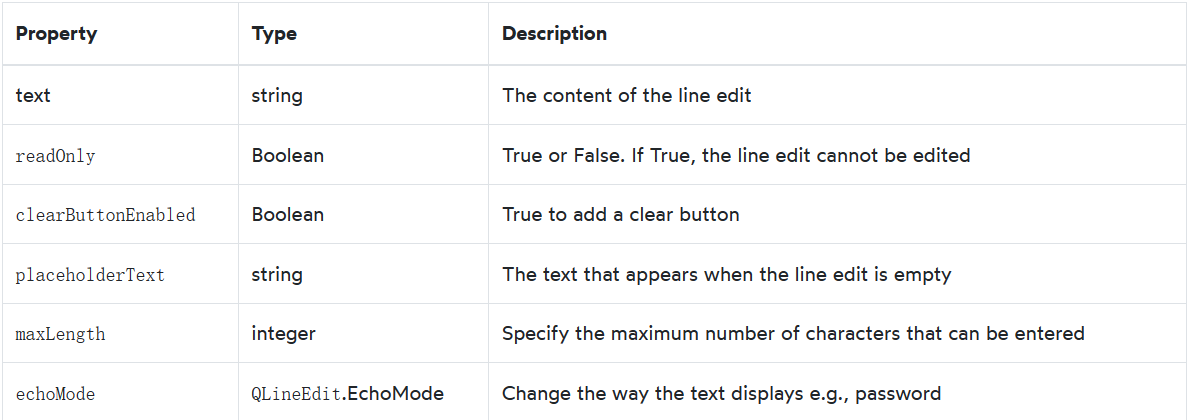 Property Type Description
text string The content of the line edit
readOnly Boolean True or False. If True, the line edit cannot be edited
clearButtonEnabled Boolean True to add a clear button
placeholderText string The text that appears when the line edit is empty
maxLength integer Specify the maximum number of characters that can be entered
echoMode QLineEdit.EchoMode Change the way the text displays e.g., password